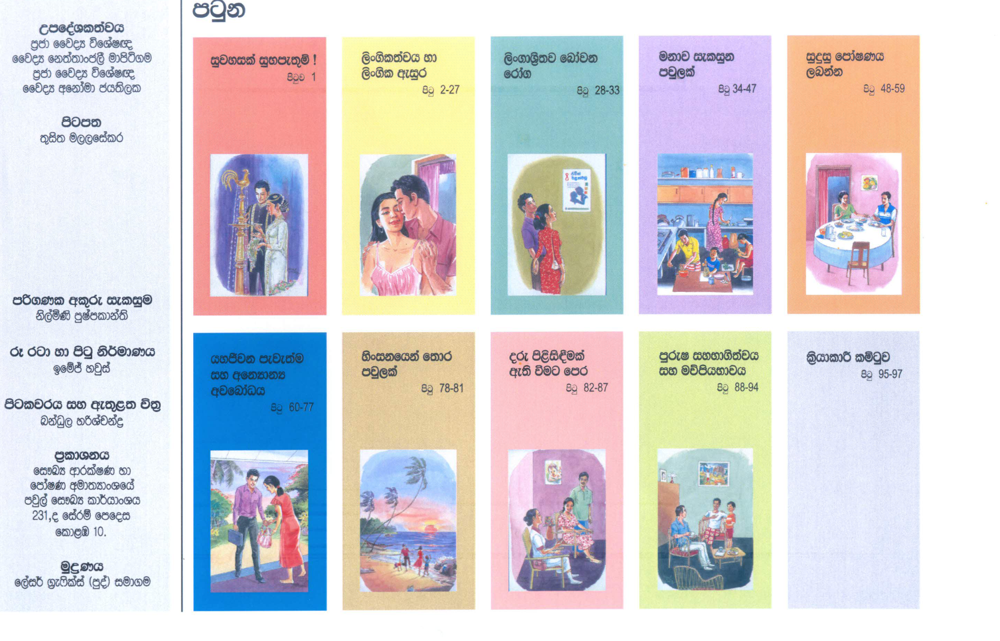 උපදේශකත්වය
ප්‍රජා වෛද්‍ය විශේෂඥ
වෛද්‍ය නෙත්තාංජලී මාපිටිගම
ප්‍රජා වෛද්‍ය විශේෂඥ
වෛද්‍ය අනෝමා ජයතිලක
පිටපත
තුසිත මලලසේකර
පරිගණක අකුරු සැකසුම
නිල්මිණි පුෂ්පකාන්ති
රූ රටා හා පිටු නිර්මාණය
ඉමේජ් හවුස්
පිටකවරය සහ ඇතුළත චිත්‍ර
බන්ධුල හරිශ්චන්ද්‍ර
ප්‍රකාශනය
සෞඛ්‍ය ආරක්ෂණ හා
පෝෂණ අමාත්‍යාංශයේ
පවුල් සෞඛ්‍ය කාර්යාංශය
231,ද සේරම් පෙදෙස
කොළඹ 10.
මුද්‍රණය
ලේසර් ග්‍රැෆික්ස් (පුද්) සමාගම
පටුන
සුවහසක් සුභපැතුම් !
පිටුව 1
ලිංගිකත්වය හා
ලිංගික ඇසුර
පිටු 2-27
ලිංගාශ්‍රිතව බෝවන
රෝග
පිටු 28-33
මනාව සැකසුන
පවුලක්
පිටු 34-47
සුදුසු පෝෂණය
ලබන්න
පිටු 48-59
යහජීවන පැවැත්ම
සහ අන්‍යොන්‍ය
අවබෝධය
පිටු 60-77
හිංසනයෙන් තොර
පවුලක්
පිටු 78-81
දරු පිළිසිඳීමක්
ඇති වීමට පෙර
පිටු 82-87
පුරුෂ සහභාගිත්වය
සහ මව්පියභාවය
පිටු 88-94
ක්‍රියාකාරී කමිටුව
පිටු 95-97